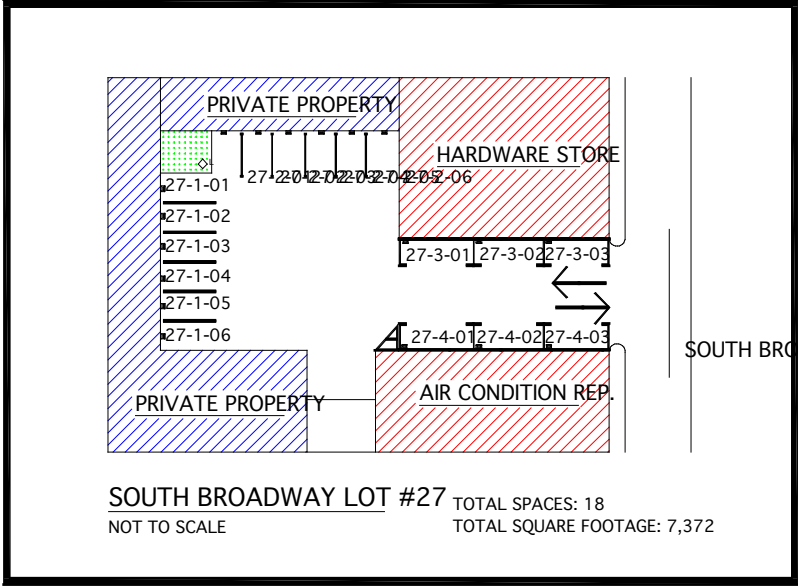 PRIVATE PROPERTY
HARDWARE STORE
27-1-01
27-1-02
27-1-03
27-1-04
27-1-05
27-1-06
27-2-06
27-3-01 27-3-02 27-3-03
27-4-01 27-4-02 27-4-03
SOUTH BRO
AIR CONDITION REP.
PRIVATE PROPERTY
SOUTH BROADWAY LOT #27
TOTAL SPACES: 18
NOT TO SCALE
TOTAL SQUARE FOOTAGE: 7,372